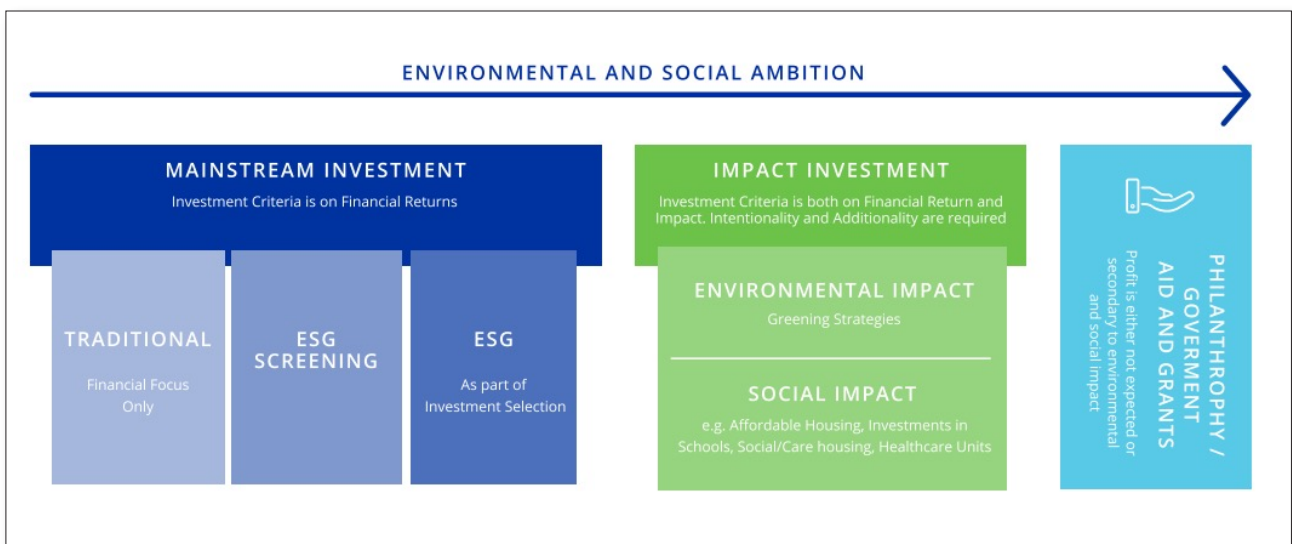 ENVIRONMENTAL AND SOCIAL AMBITION
MAINSTREAM INVESTMENT
Investment Criteria is on Financial Returns
TRADITIONAL
Financial Focus
Only
ESG
SCREENING
ESG
As part of
Investment Selection
IMPACT INVESTMENT
Investment Criteria is both on Financial Return and
Impact. Intentionality and Additionality are required
ENVIRONMENTAL IMPACT
Greening Strategies
SOCIAL IMPACT
e.g. Affordable Housing, Investments in
Schools, Social/Care housing, Healthcare Units
PHILANTHROPHY /
GOVERMENT
AID AND GRANTS
Profit is either not expected or
secondary to environmental
and social impact